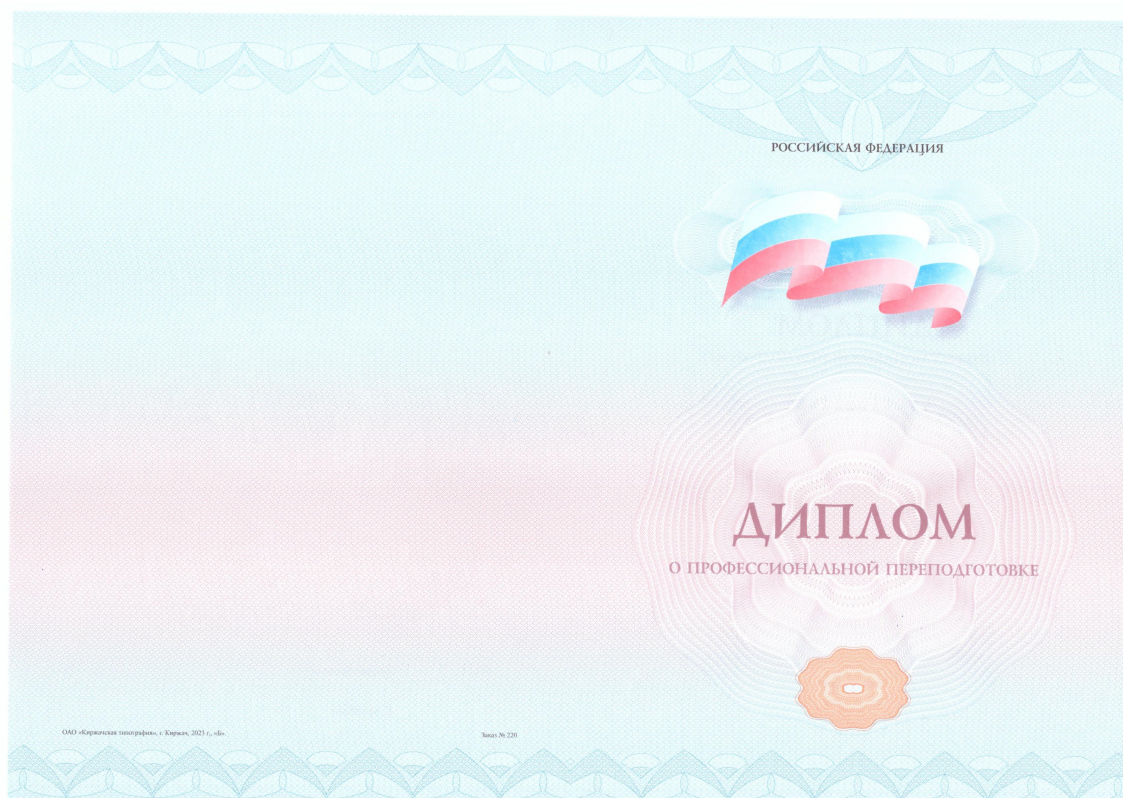 РОССИЙСКАЯ ФЕДЕРАЦИЯ
ДИПЛОМ
О ПРОФЕССИОНАЛЬНОЙ ПЕРЕПОДГОТОВКЕ
ОАО «Киржачская типография», г. Киржач, 2023 г., «Б».
Заказ № 220